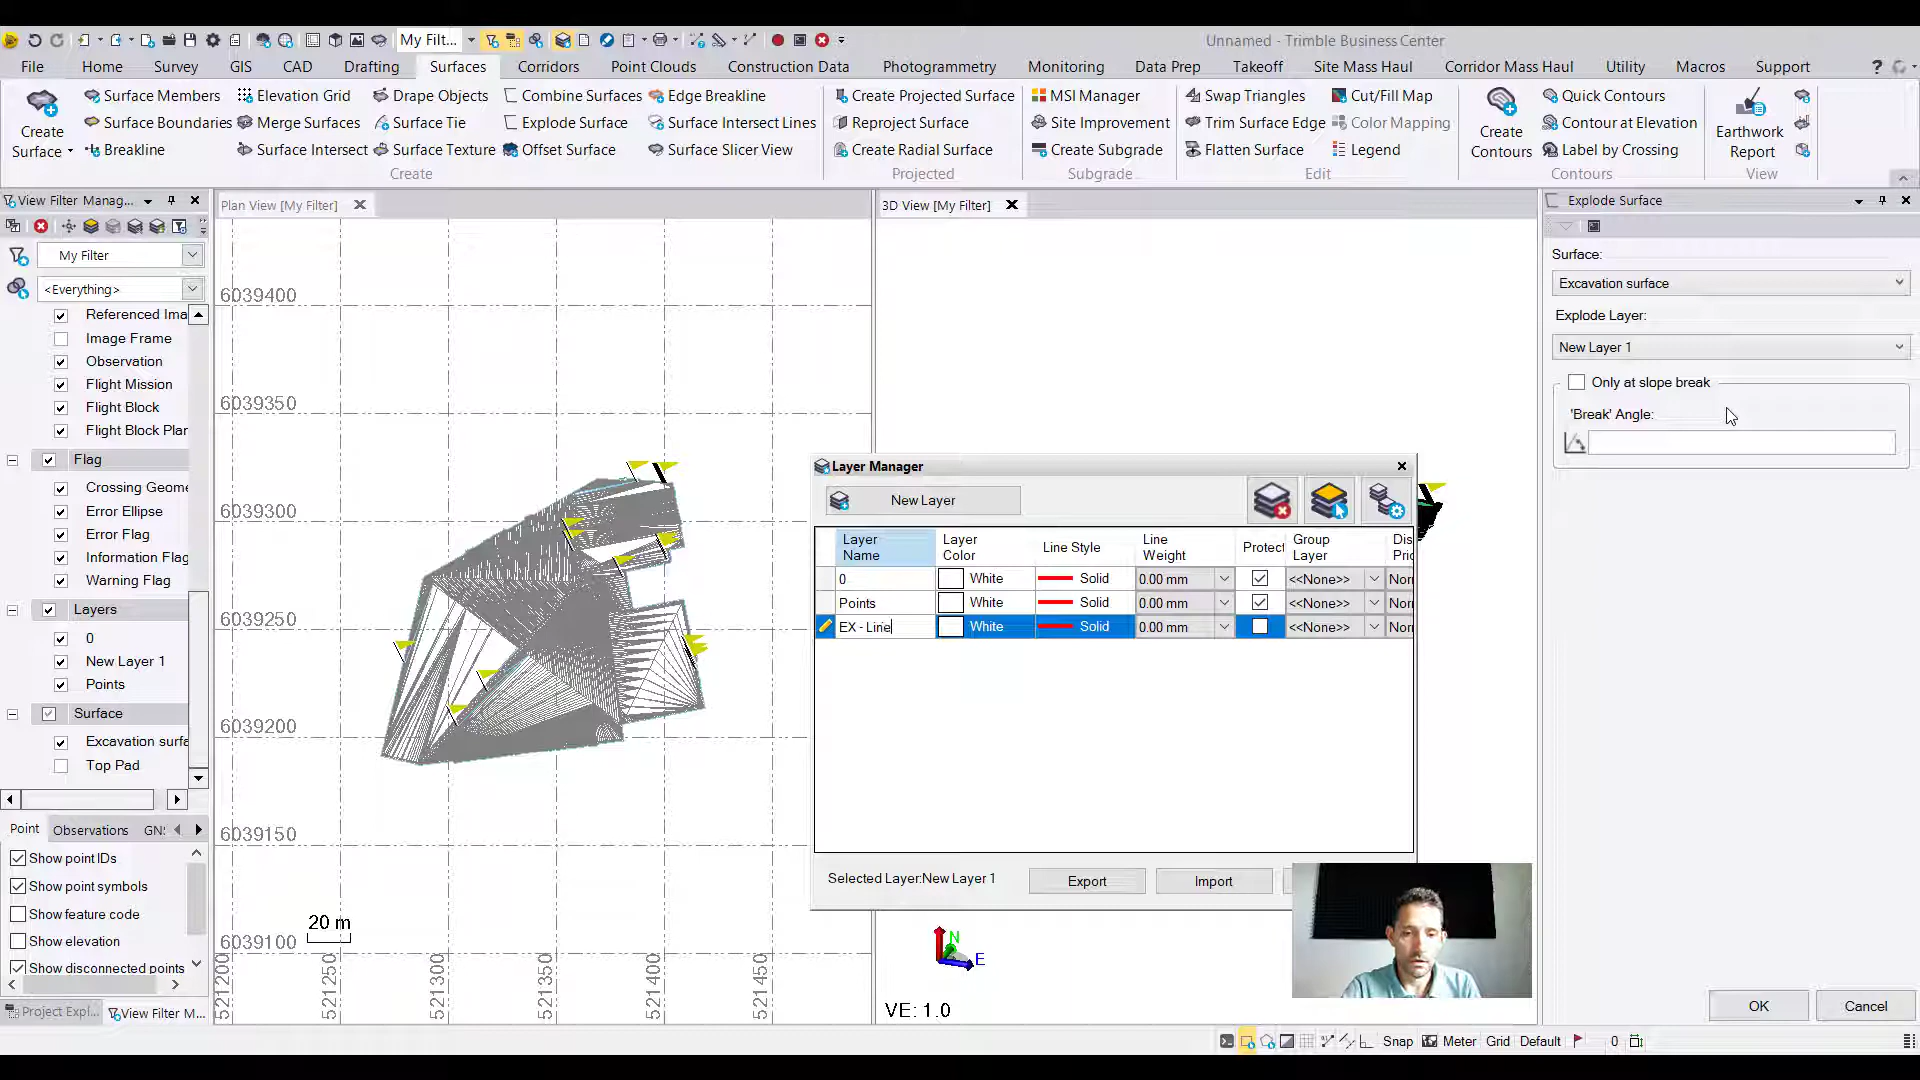 My Filt...
Unnamed - Trimble Business Center
File Home Survey GIS CAD Drafting Surfaces Corridors Point Clouds Construction Data Photogrammetry Monitoring Data Prep Takeoff Site Mass Haul Corridor Mass Haul Utility Macros Support
Surface Members Elevation Grid Drape Objects Combine Surfaces Edge Breakline Create Projected Surface MSI Manager Swap Triangles Cut/Fill Map Quick Contours
Create Surface Surface Boundaries Merge Surfaces Surface Tie Explode Surface Surface Intersect Lines Reproject Surface Site Improvement Trim Surface Edge Color Mapping Create Contours Contour at Elevation Earthwork Report
Breakline Surface Intersect Surface Texture Offset Surface Surface Slicer View Create Radial Surface Create Subgrade Flatten Surface Legend Label by Crossing
Create Projected Subgrade Edit Contours View
View Filter Manag...
Plan View [My Filter]
3D View [My Filter]
Explode Surface
My Filter
<Everything>
Referenced Ima
Image Frame
Observation
Flight Mission
Flight Block
Flight Block Plan
Flag
Crossing Geome
Error Ellipse
Error Flag
Information Flag
Warning Flag
Layers
0
New Layer 1
Points
Surface
Excavation surfa
Top Pad
Point Observations
Show point IDs
Show point symbols
Show feature code
Show elevation
Show disconnected points
Project Expl...
View Filter M...
6039400
6039350
6039300
6039250
6039200
6039150
6039100
20 m
521200
521250
521300
521350
521400
521450
Layer Manager
New Layer
Layer Name Layer Color Line Style Line Weight Protect Group Layer
0 White Solid 0.00 mm <<None>>
Points White Solid 0.00 mm <<None>>
EX - Line White Solid 0.00 mm <<None>>
Selected Layer:New Layer 1
Export Import
N
E
VE: 1.0
Surface:
Excavation surface
Explode Layer:
New Layer 1
Only at slope break
'Break' Angle:
OK Cancel
Snap Meter Grid Default 0